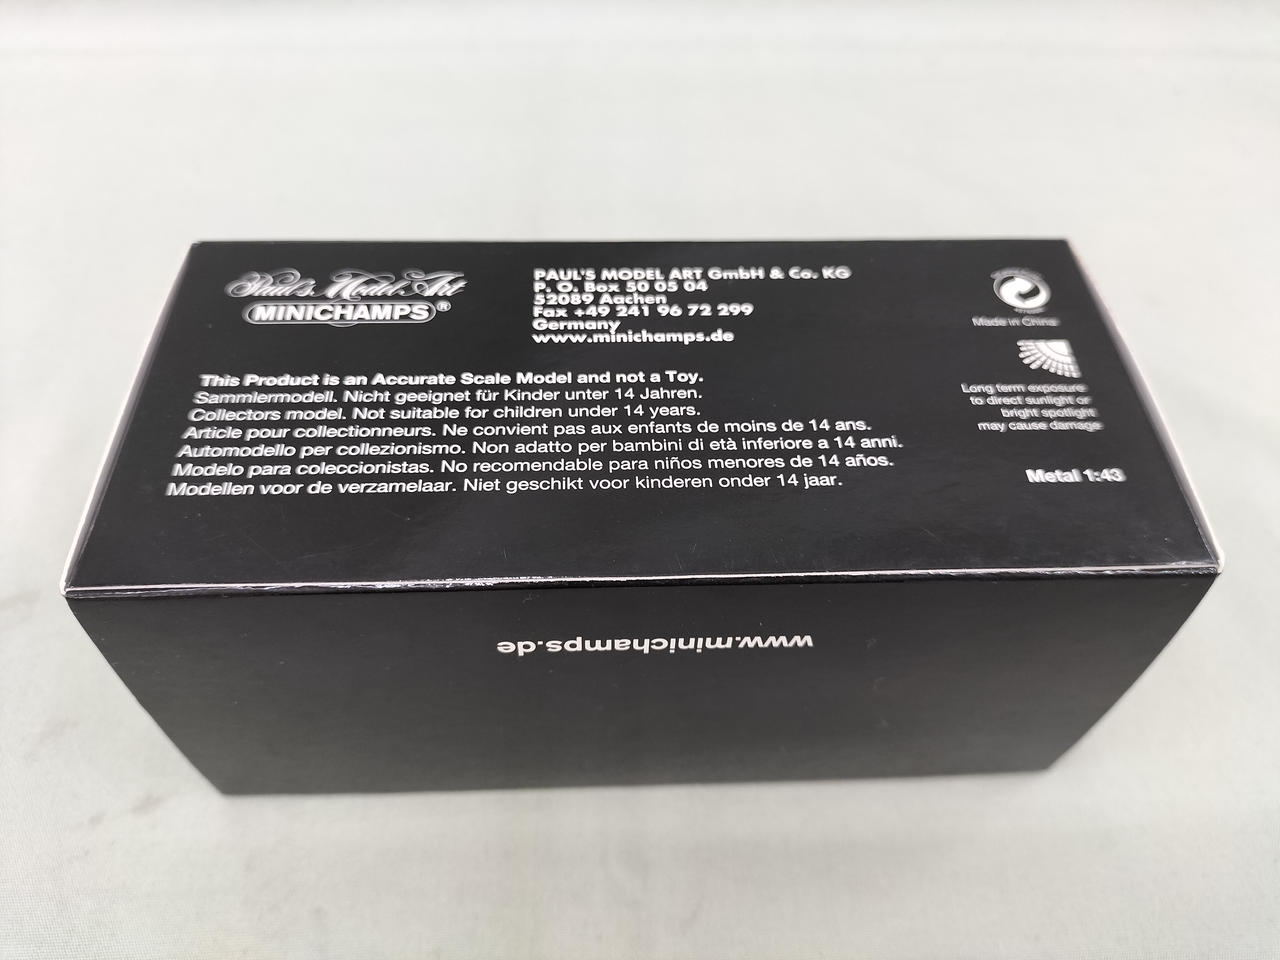 Paul's Model Art
MINICHAMPS®
PAUL'S MODEL ART GmbH & Co. KG
P. O. Box 50 05 04
52089 Aachen
Fax +49 241 96 72 299
Germany
www.minichamps.de
This Product is an Accurate Scale Model and not a Toy.
Sammlermodell. Nicht geeignet für Kinder unter 14 Jahren.
Collectors model. Not suitable for children under 14 years.
Article pour collectionneurs. Ne convient pas aux enfants de moins de 14 ans.
Automodello per collezionismo. Non adatto per bambini di età inferiore a 14 anni.
Modelo para coleccionistas. No recomendable para niños menores de 14 años.
Modellen voor de verzamelaar. Niet geschikt voor kinderen onder 14 jaar.
Made in China
Long term exposure
to direct sunlight or
bright spotlight
may cause damage
Metal 1:43
www.minichamps.de